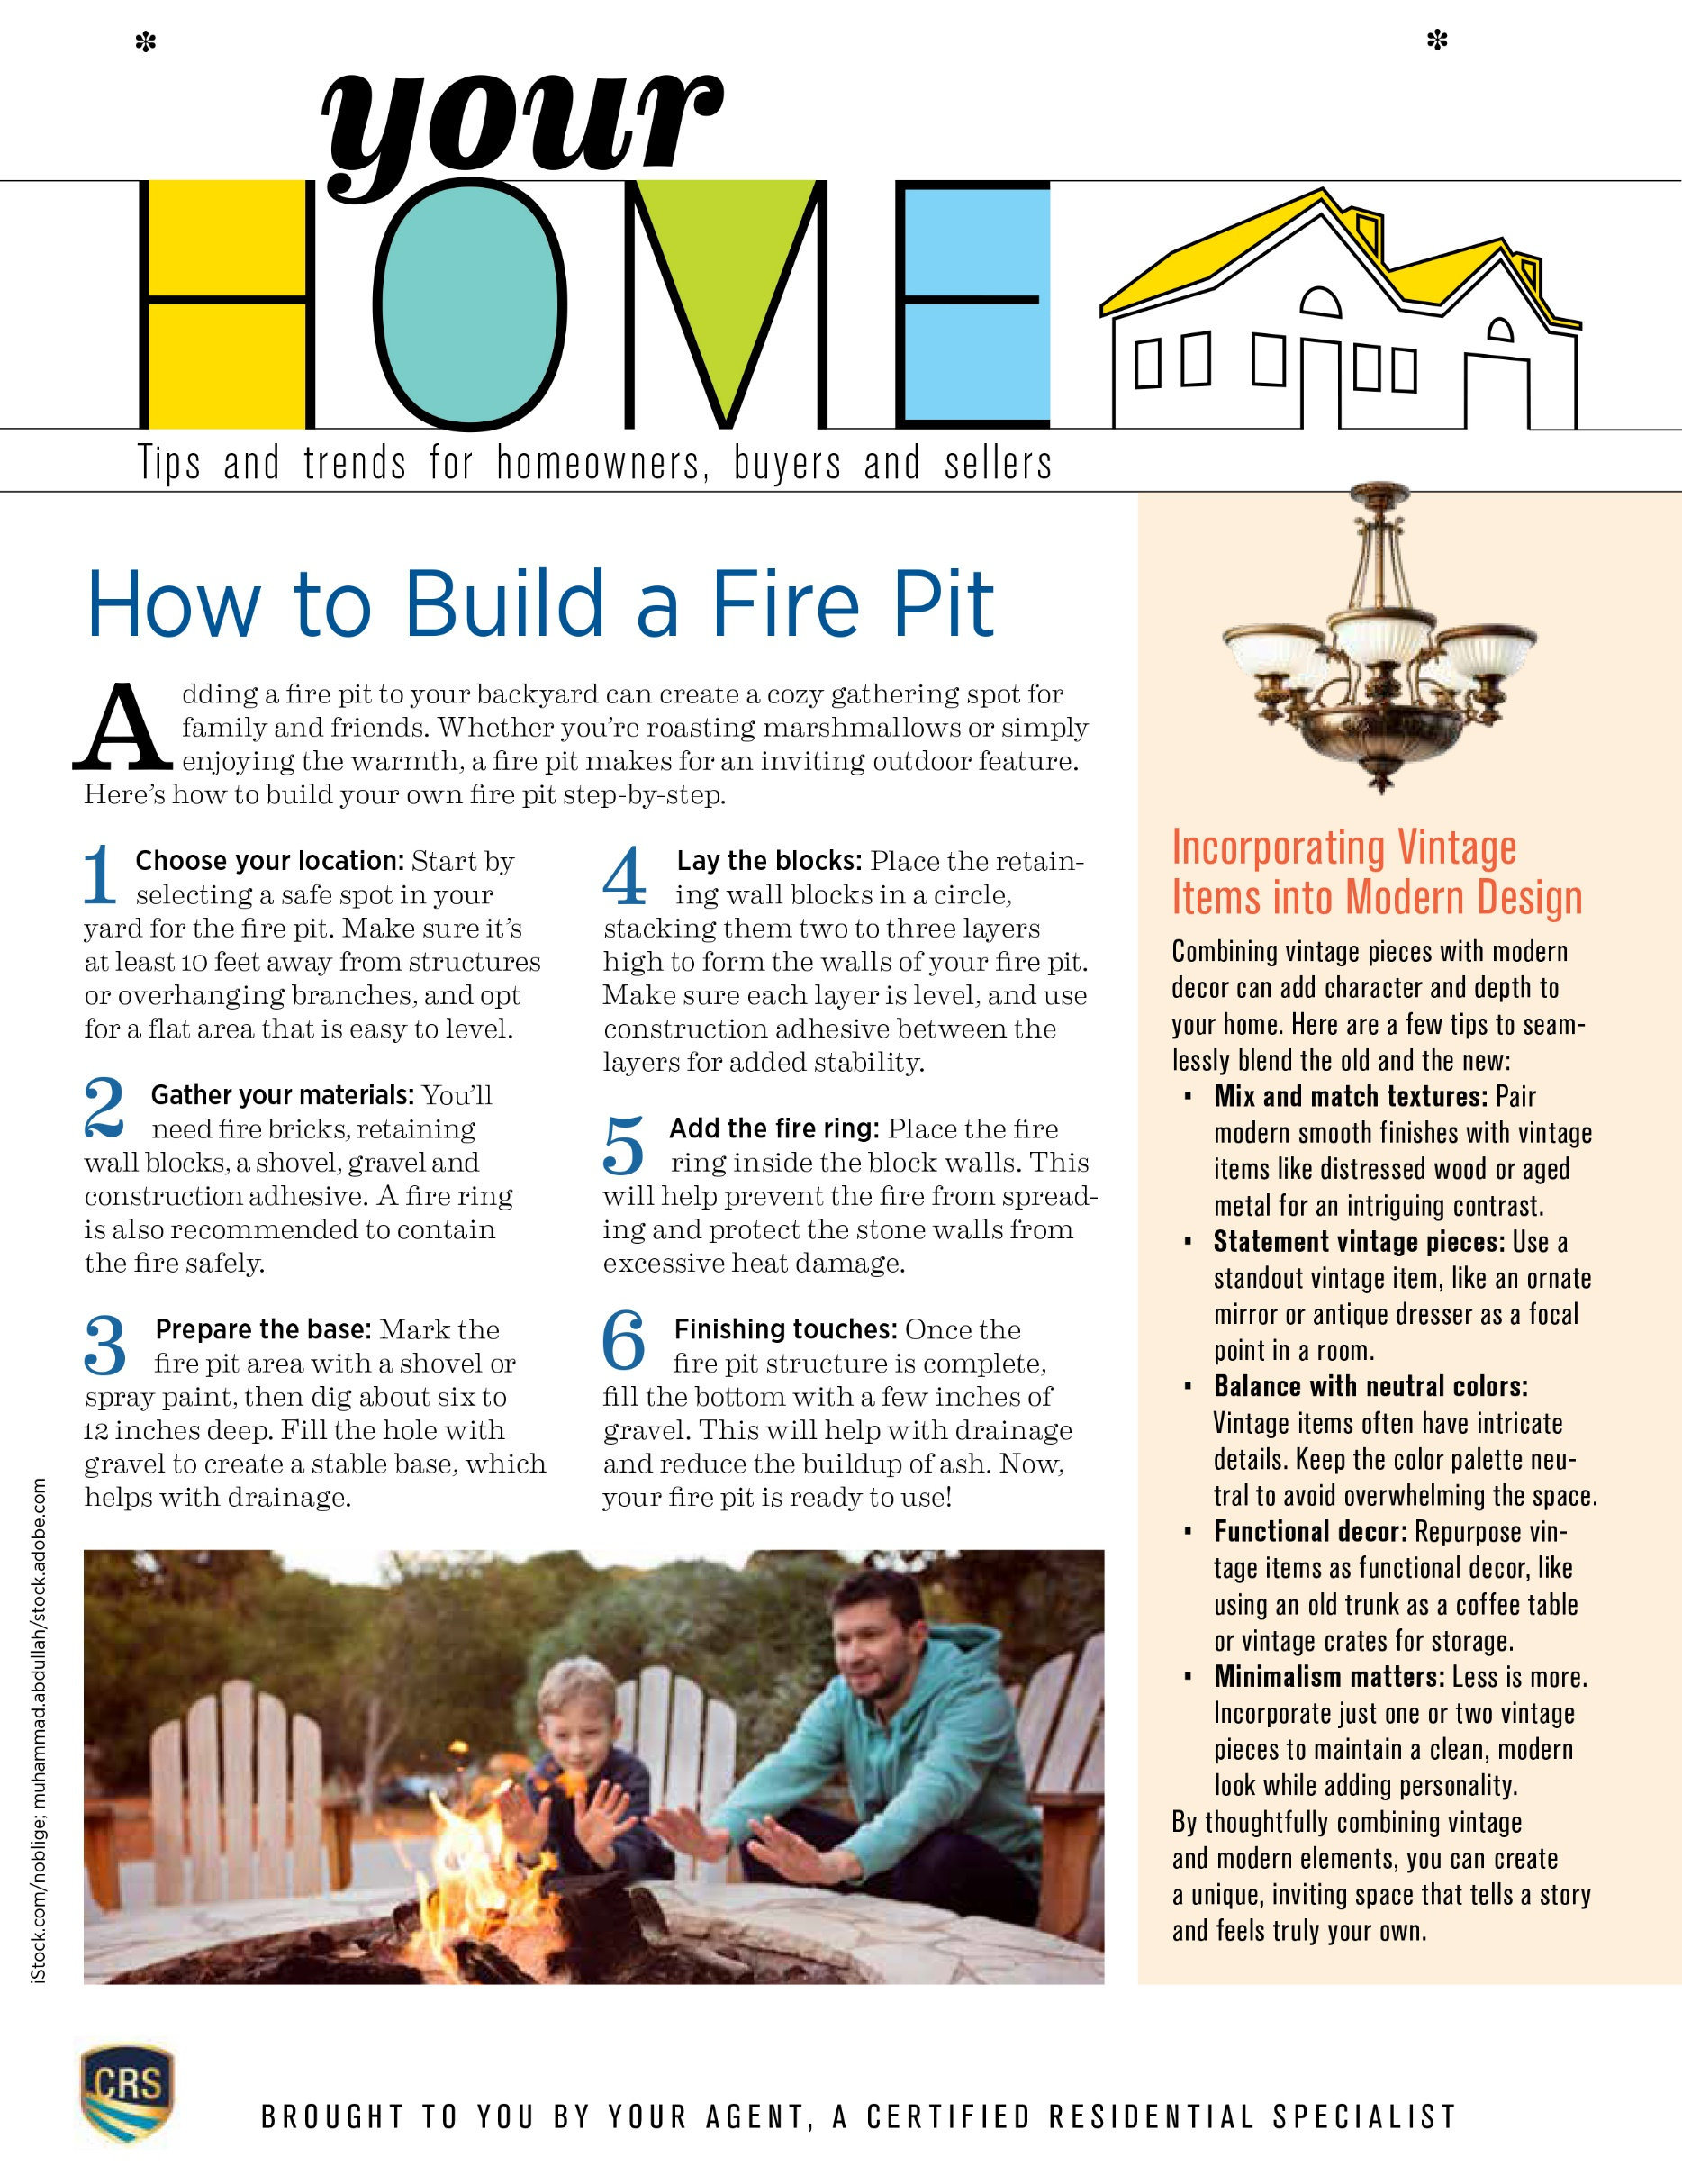 *
*
your
HOME
Tips and trends for homeowners, buyers and sellers
How to Build a Fire Pit
Adding a fire pit to your backyard can create a cozy gathering spot for
family and friends. Whether you’re roasting marshmallows or simply
enjoying the warmth, a fire pit makes for an inviting outdoor feature.
Here’s how to build your own fire pit step-by-step.
1 Choose your location: Start by
selecting a safe spot in your
yard for the fire pit. Make sure it’s
at least 10 feet away from structures
or overhanging branches, and opt
for a flat area that is easy to level.
2 Gather your materials: You’ll
need fire bricks, retaining
wall blocks, a shovel, gravel and
construction adhesive. A fire ring
is also recommended to contain
the fire safely.
3 Prepare the base: Mark the
fire pit area with a shovel or
spray paint, then dig about six to
12 inches deep. Fill the hole with
gravel to create a stable base, which
helps with drainage.
4 Lay the blocks: Place the retain-
ing wall blocks in a circle,
stacking them two to three layers
high to form the walls of your fire pit.
Make sure each layer is level, and use
construction adhesive between the
layers for added stability.
5 Add the fire ring: Place the fire
ring inside the block walls. This
will help prevent the fire from spread-
ing and protect the stone walls from
excessive heat damage.
6 Finishing touches: Once the
fire pit structure is complete,
fill the bottom with a few inches of
gravel. This will help with drainage
and reduce the buildup of ash. Now,
your fire pit is ready to use!
iStock.com/noblige; muhammad.abdullah/stock.adobe.com
Incorporating Vintage
Items into Modern Design
Combining vintage pieces with modern
decor can add character and depth to
your home. Here are a few tips to seam-
lessly blend the old and the new:
▪ Mix and match textures: Pair
modern smooth finishes with vintage
items like distressed wood or aged
metal for an intriguing contrast.
▪ Statement vintage pieces: Use a
standout vintage item, like an ornate
mirror or antique dresser as a focal
point in a room.
▪ Balance with neutral colors:
Vintage items often have intricate
details. Keep the color palette neu-
tral to avoid overwhelming the space.
▪ Functional decor: Repurpose vin-
tage items as functional decor, like
using an old trunk as a coffee table
or vintage crates for storage.
▪ Minimalism matters: Less is more.
Incorporate just one or two vintage
pieces to maintain a clean, modern
look while adding personality.
By thoughtfully combining vintage
and modern elements, you can create
a unique, inviting space that tells a story
and feels truly your own.
CRS
BROUGHT TO YOU BY YOUR AGENT, A CERTIFIED RESIDENTIAL SPECIALIST